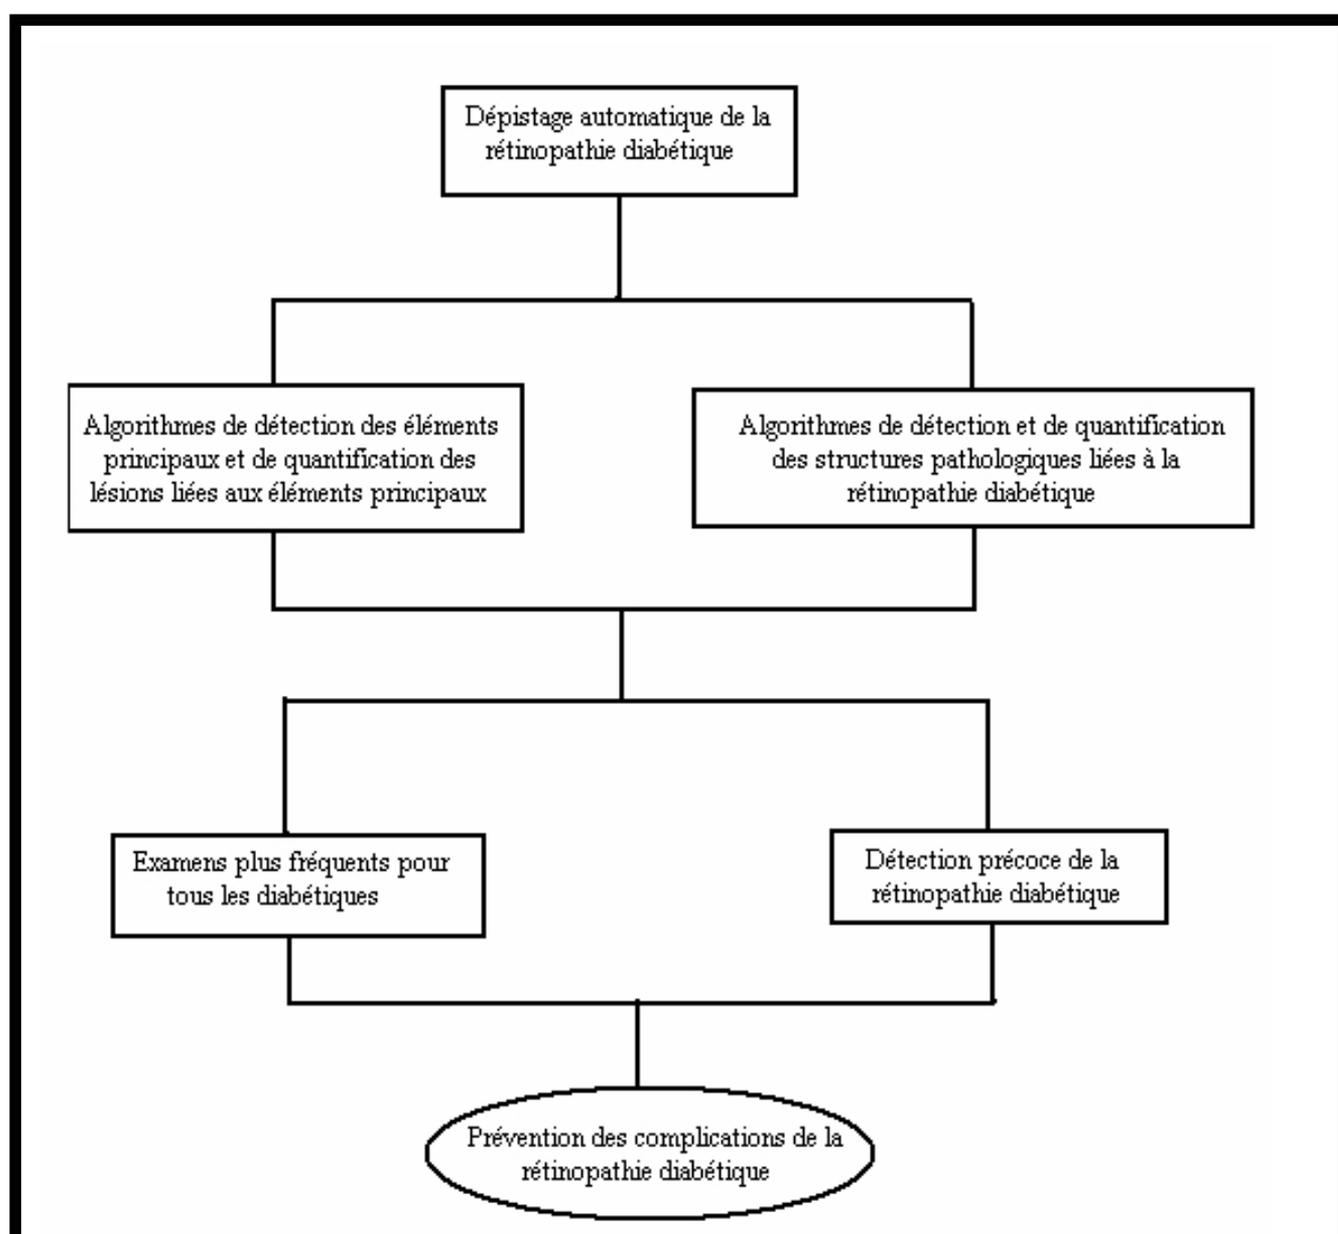 Dépistage automatique de la
rétinopathie diabétique
Algorithmes de détection des éléments
principaux et de quantification des
lésions liées aux éléments principaux
Algorithmes de détection et de quantification
des structures pathologiques liées à la
rétinopathie diabétique
Examens plus fréquents pour
tous les diabétiques
Détection précoce de la
rétinopathie diabétique
Prévention des complications de la
rétinopathie diabétique